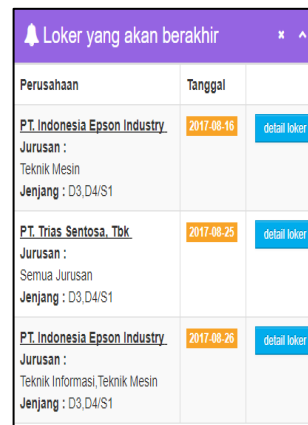 Loker yang akan berakhir
Perusahaan Tanggal
PT. Indonesia Epson Industry 2017-08-16 detail loker
Jurusan :
Teknik Mesin
Jenjang : D3,D4/S1
PT. Trias Sentosa, Tbk 2017-08-25 detail loker
Jurusan :
Semua Jurusan
Jenjang : D3,D4/S1
PT. Indonesia Epson Industry 2017-08-26 detail loker
Jurusan :
Teknik Informasi,Teknik Mesin
Jenjang : D3,D4/S1